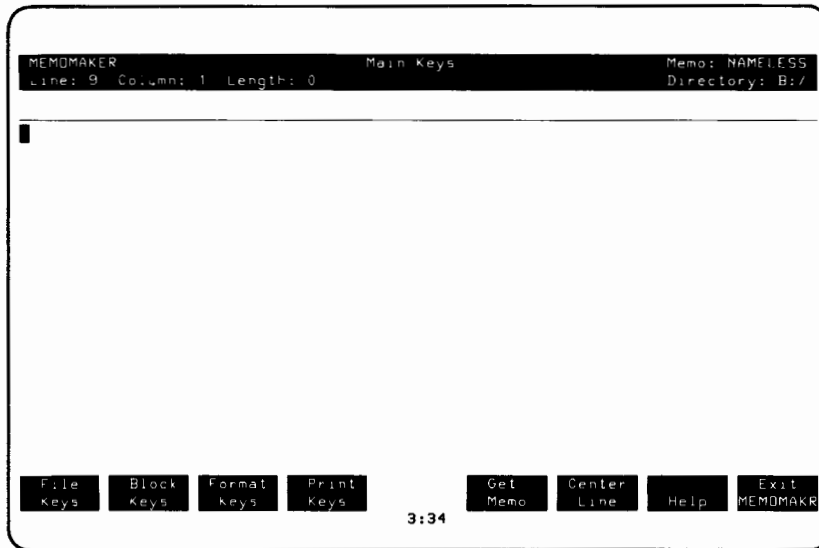 MEMOMAKER Main Keys Memo: NAMELESS
Line: 9 Column: 1 Length: 0 Directory: B:/
File Block Format Print Get Center Exit
Keys Keys Keys Keys Memo Line Help MEMOMAKR
3:34